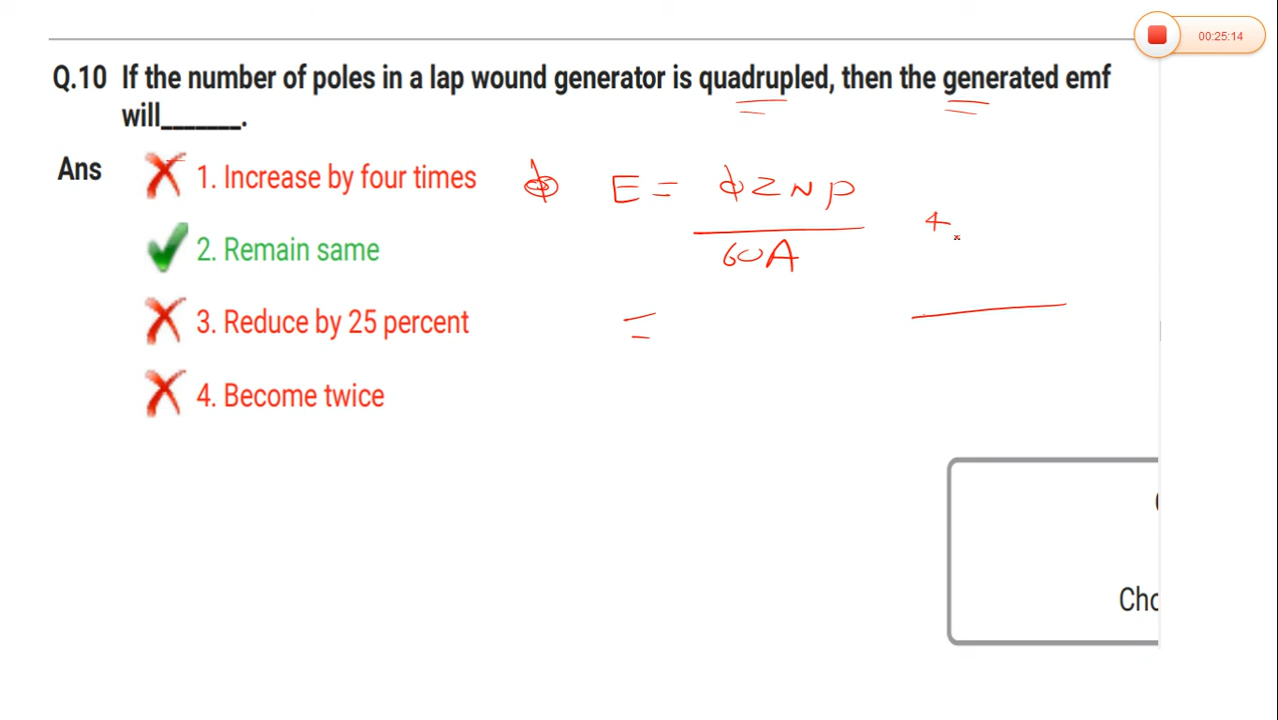 00:25:14
Q.10 If the number of poles in a lap wound generator is quadrupled, then the generated emf
will_______.
Ans 1. Increase by four times
ϕ E = ϕZNP
60A
4
2. Remain same
=
3. Reduce by 25 percent
4. Become twice
Cho